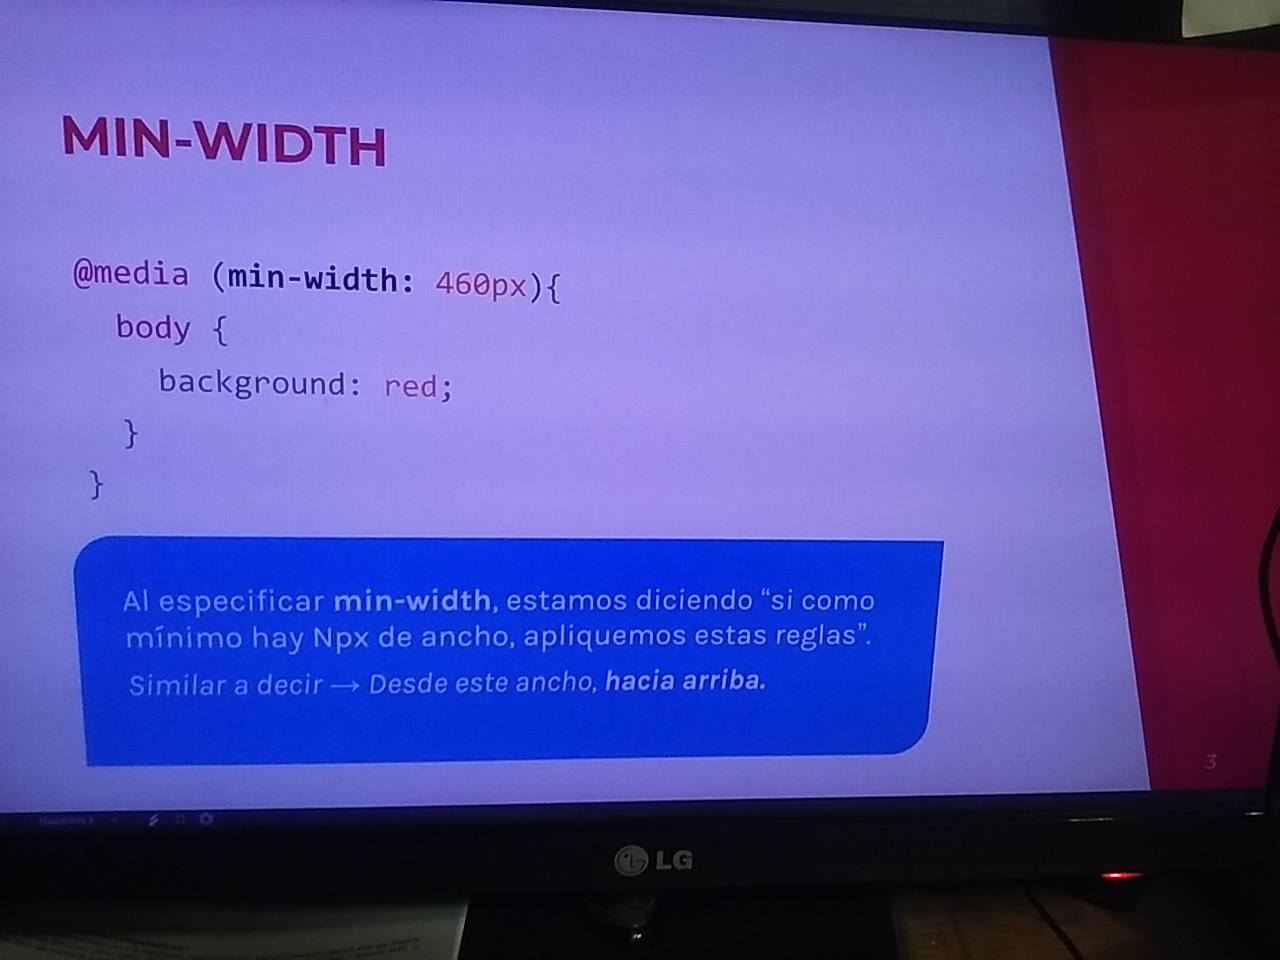 MIN-WIDTH
@media (min-width: 460px){
body {
background: red;
}
}
Al especificar min-width, estamos diciendo “si como
mínimo hay Npx de ancho, apliquemos estas reglas”.
Similar a decir → Desde este ancho, hacia arriba.
3
LG